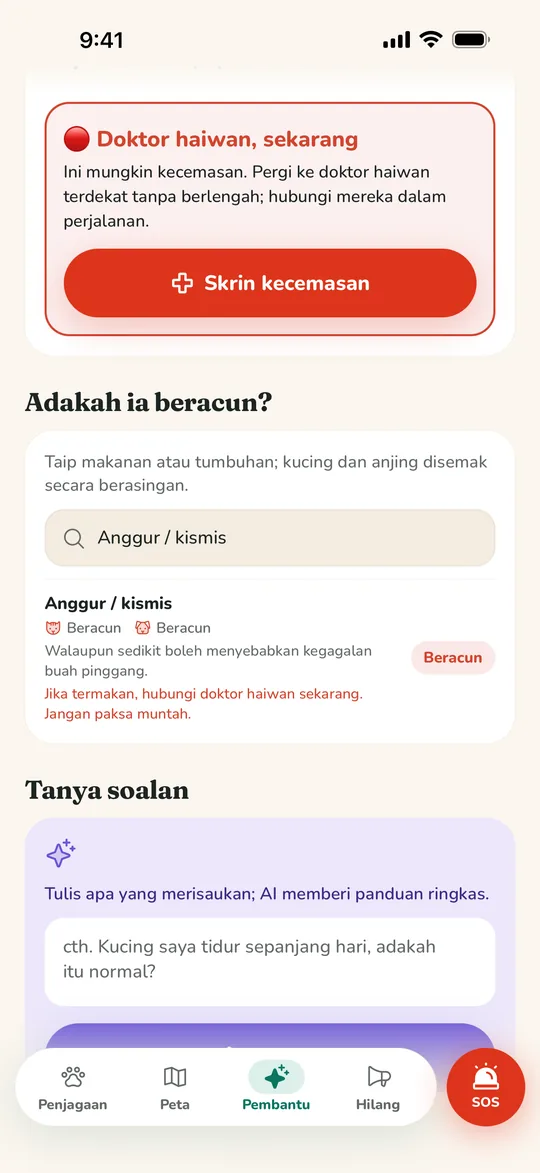 9:41
Doktor haiwan, sekarang
Ini mungkin kecemasan. Pergi ke doktor haiwan
terdekat tanpa berlengah; hubungi mereka dalam
perjalanan.
Skrin kecemasan
Adakah ia beracun?
Taip makanan atau tumbuhan; kucing dan anjing disemak
secara berasingan.
Anggur / kismis
Anggur / kismis
Beracun Beracun
Walaupun sedikit boleh menyebabkan kegagalan
buah pinggang.
Jika termakan, hubungi doktor haiwan sekarang.
Jangan paksa muntah.
Beracun
Tanya soalan
Tulis apa yang merisaukan; AI memberi panduan ringkas.
cth. Kucing saya tidur sepanjang hari, adakah
itu normal?
Penjagaan
Peta
Pembantu
Hilang
SOS